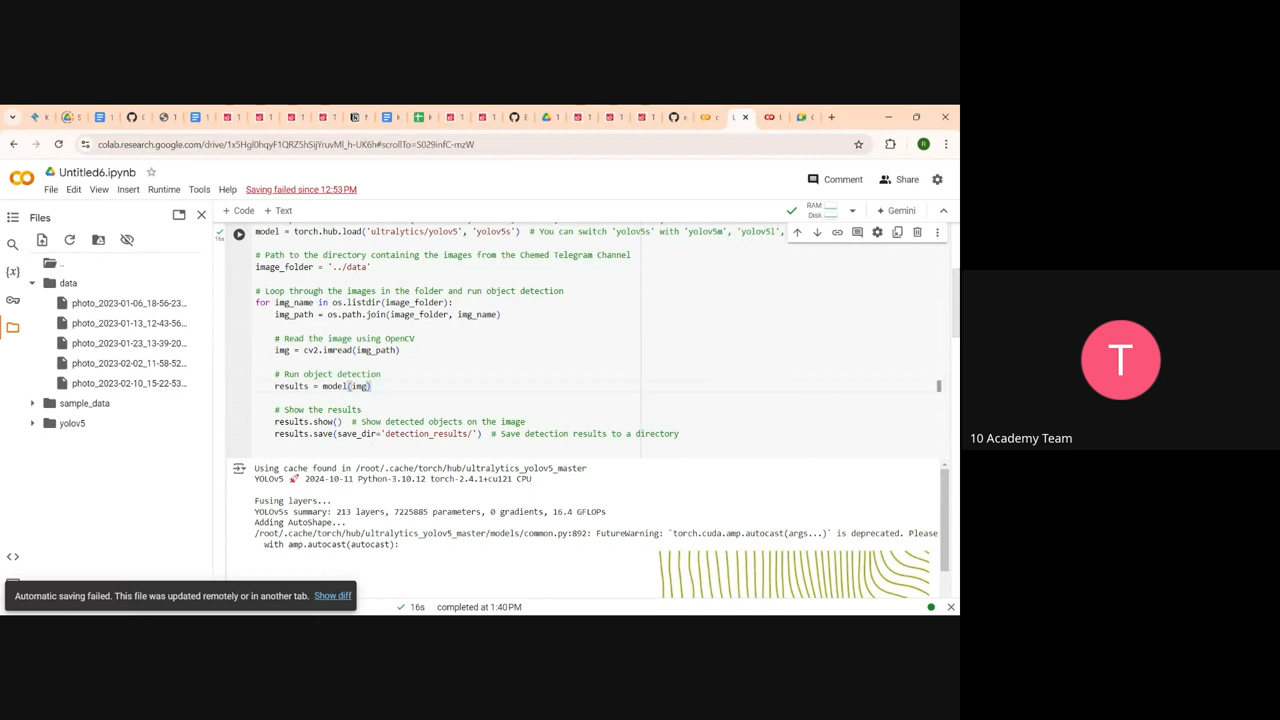 colab.research.google.com/drive/1x5Hgl0hqyF1QRZ5hSijYruvMl_h-UK6h#scrollTo=S029infC-mzW
R
Untitled6.ipynb
File Edit View Insert Runtime Tools Help Saving failed since 12:53PM
Comment
Share
Files
+ Code + Text
RAM
Disk
Gemini
..
data
photo_2023-01-06_18-56-23...
photo_2023-01-13_12-43-56...
photo_2023-01-23_13-39-20...
photo_2023-02-02_11-58-52...
photo_2023-02-10_15-22-53...
sample_data
yolov5
16s
model = torch.hub.load('ultralytics/yolov5', 'yolov5s') # You can switch 'yolov5s' with 'yolov5m', 'yolov5l',
# Path to the directory containing the images from the Chemed Telegram Channel
image_folder = '../data'
# Loop through the images in the folder and run object detection
for img_name in os.listdir(image_folder):
img_path = os.path.join(image_folder, img_name)
# Read the image using OpenCV
img = cv2.imread(img_path)
# Run object detection
results = model(img)
# Show the results
results.show() # Show detected objects on the image
results.save(save_dir='detection_results/') # Save detection results to a directory
Using cache found in /root/.cache/torch/hub/ultralytics_yolov5_master
YOLOv5 🚀 2024-10-11 Python-3.10.12 torch-2.4.1+cu121 CPU
Fusing layers...
YOLOv5s summary: 213 layers, 7225885 parameters, 0 gradients, 16.4 GFLOPs
Adding AutoShape...
/root/.cache/torch/hub/ultralytics_yolov5_master/models/common.py:892: FutureWarning: `torch.cuda.amp.autocast(args...)` is deprecated. Please
with amp.autocast(autocast):
Automatic saving failed. This file was updated remotely or in another tab. Show diff
16s completed at 1:40PM
T
10 Academy Team